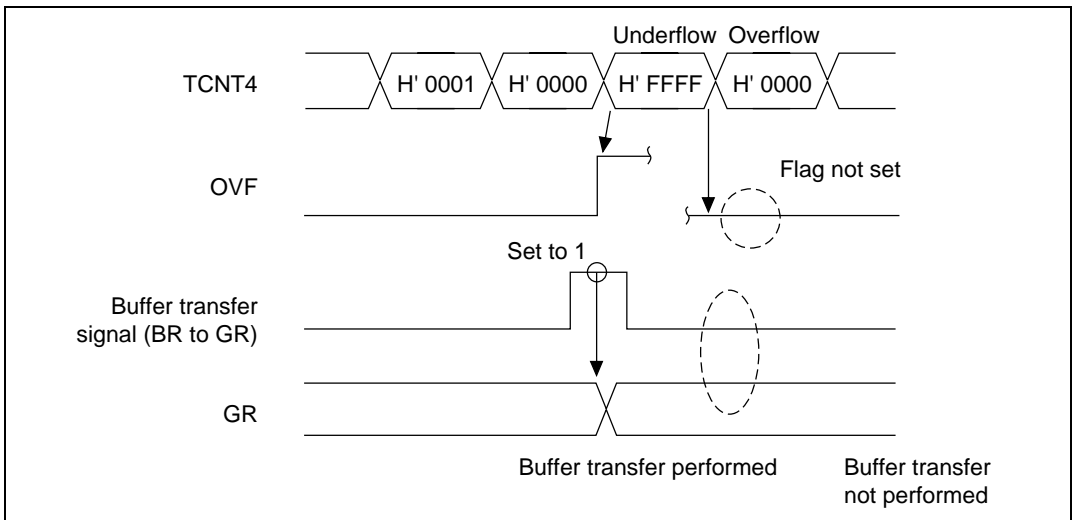 Underflow Overflow
TCNT4 H' 0001 H' 0000 H' FFFF H' 0000
OVF
Flag not set
Set to 1
Buffer transfer
signal (BR to GR)
GR
Buffer transfer performed
Buffer transfer
not performed